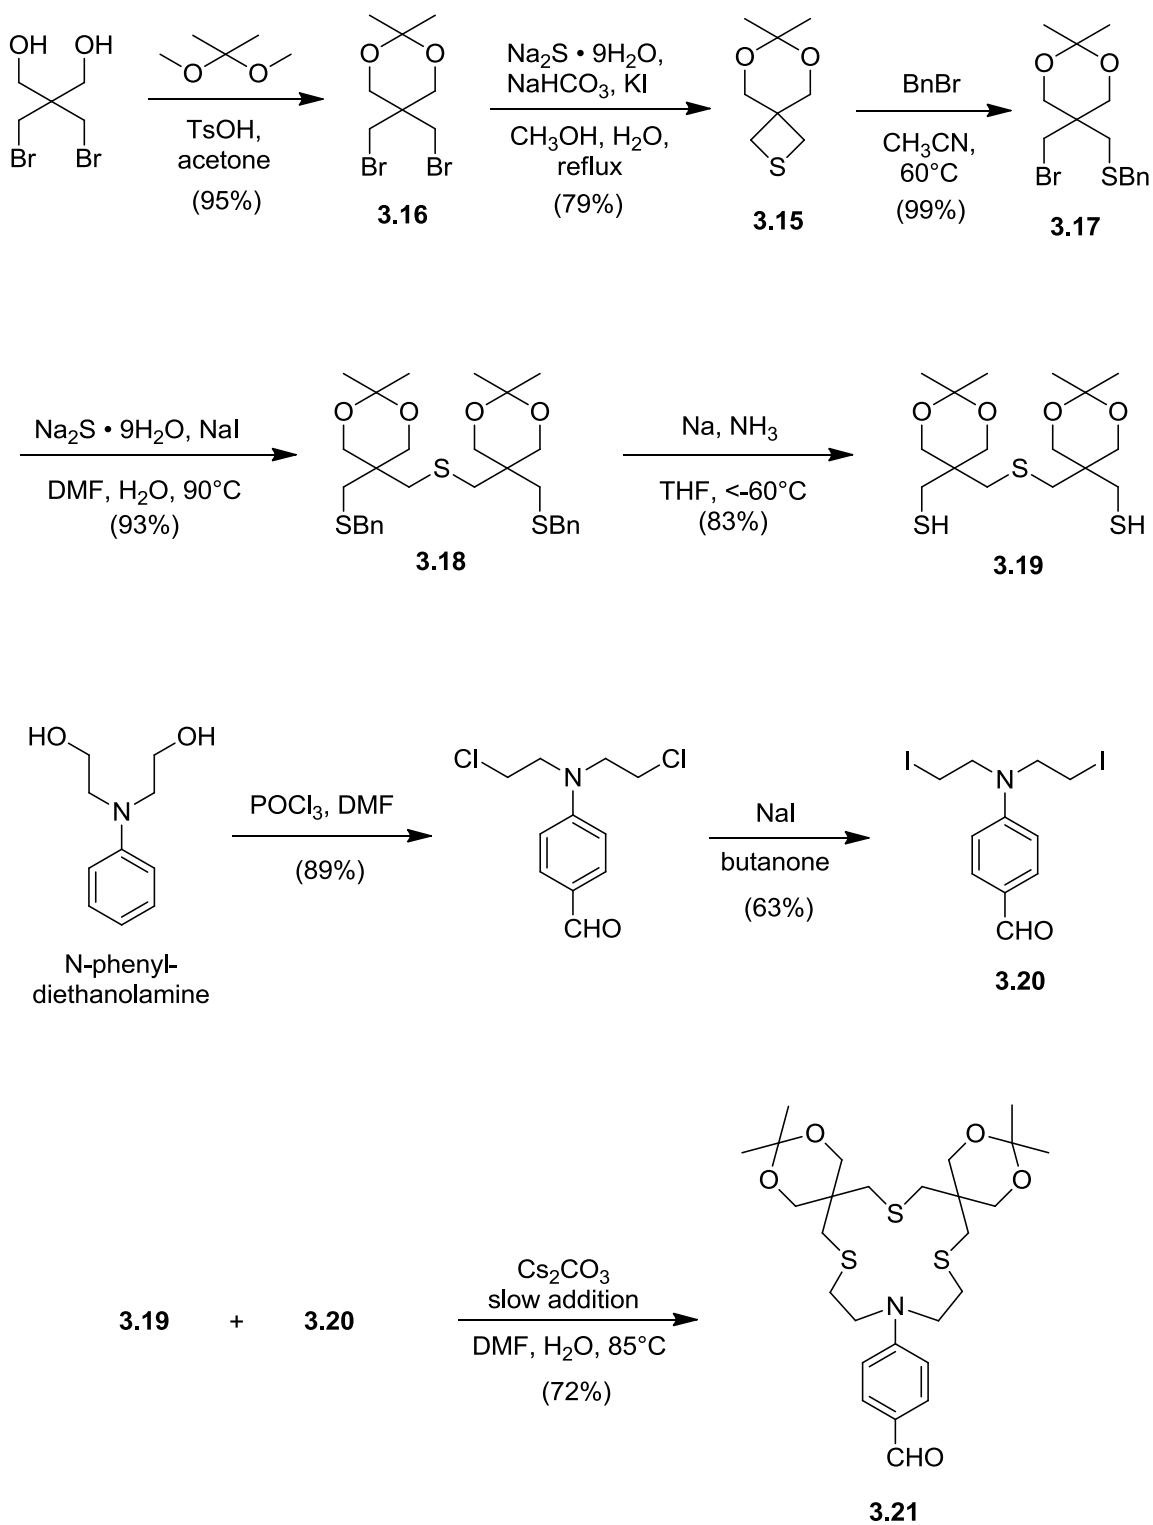 OH OH
Br Br
O O
TsOH,
acetone
(95%)
O O
Br Br
3.16
Na₂S • 9H₂O,
NaHCO₃, KI
CH₃OH, H₂O,
reflux
(79%)
O O
S
3.15
BnBr
CH₃CN,
60°C
(99%)
O O
Br SBn
3.17
Na₂S • 9H₂O, NaI
DMF, H₂O, 90°C
(93%)
O O O O
S
SBn SBn
3.18
Na, NH₃
THF, <-60°C
(83%)
O O O O
S
SH SH
3.19
HO OH
N
N-phenyl-
diethanolamine
POCl₃, DMF
(89%)
Cl Cl
N
CHO
NaI
butanone
(63%)
I I
N
CHO
3.20
3.19 + 3.20
Cs₂CO₃
slow addition
DMF, H₂O, 85°C
(72%)
O O
O O
S
S S
N
CHO
3.21